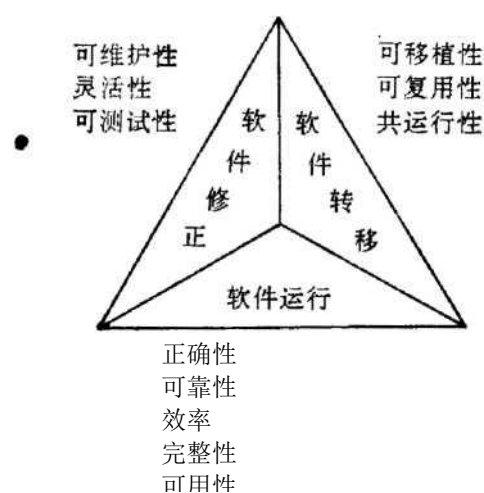 可维护性
灵活性
可测试性
可移植性
可复用性
共运行性
软件修正
软件转移
软件运行
正确性
可靠性
效率
完整性
可用性